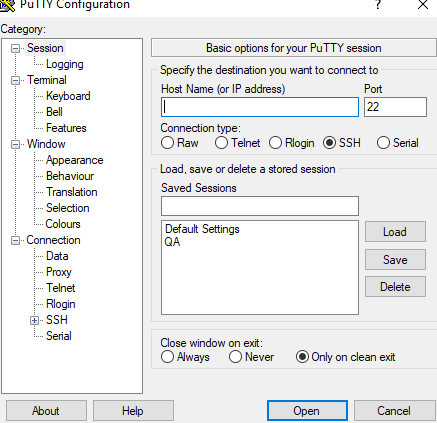 PuTTY Configuration
?
Category:
Session
Logging
Terminal
Keyboard
Bell
Features
Window
Appearance
Behaviour
Translation
Selection
Colours
Connection
Data
Proxy
Telnet
Rlogin
SSH
Serial
Basic options for your PuTTY session
Specify the destination you want to connect to
Host Name (or IP address) Port
22
Connection type:
Raw Telnet Rlogin SSH Serial
Load, save or delete a stored session
Saved Sessions
Default Settings
QA
Load
Save
Delete
Close window on exit:
Always Never Only on clean exit
About Help Open Cancel